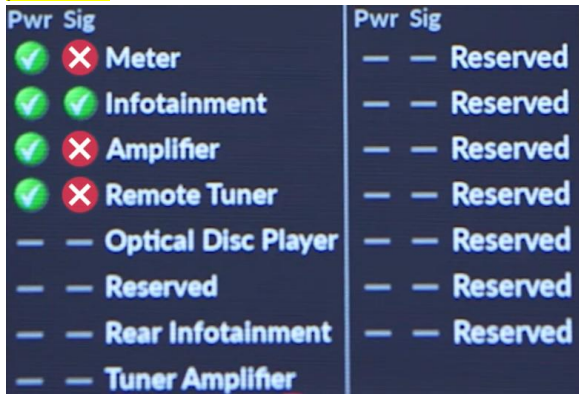 Pwr Sig
Meter
Infotainment
Amplifier
Remote Tuner
— — Optical Disc Player
— — Reserved
— — Rear Infotainment
— — Tuner Amplifier
Pwr Sig
— — Reserved
— — Reserved
— — Reserved
— — Reserved
— — Reserved
— — Reserved
— — Reserved